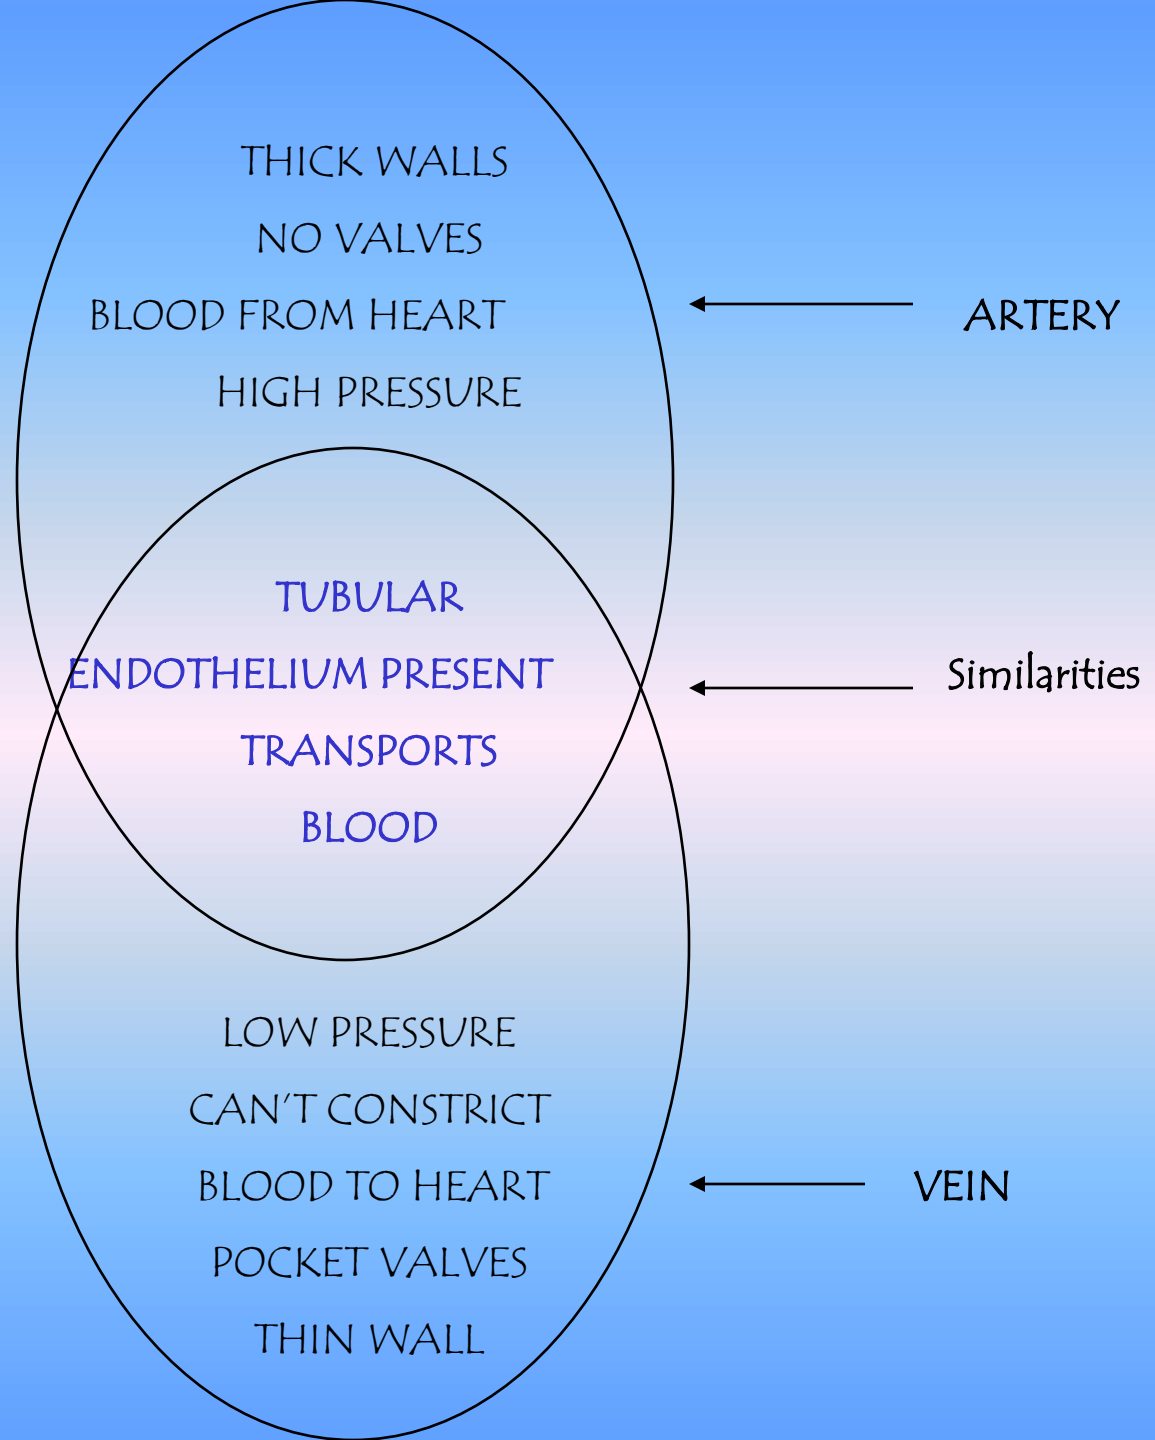 THICK WALLS
NO VALVES
BLOOD FROM HEART
ARTERY
HIGH PRESSURE
TUBULAR
ENDOTHELIUM PRESENT
Similarities
TRANSPORTS
BLOOD
LOW PRESSURE
CAN'T CONSTRICT
BLOOD TO HEART
VEIN
POCKET VALVES
THIN WALL